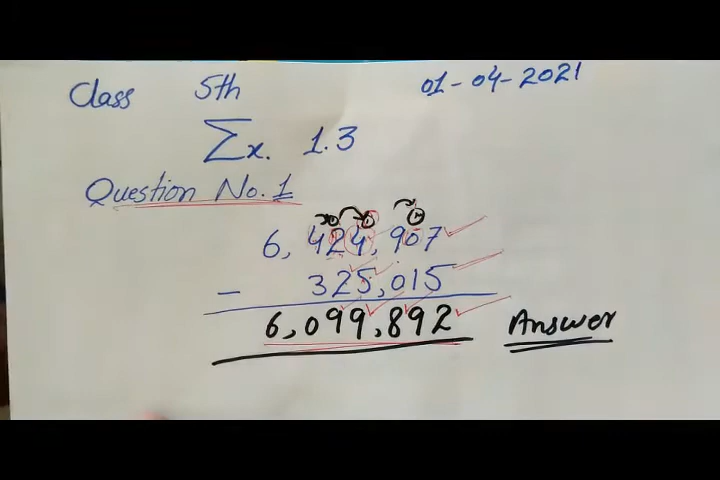 Class 5th 01-04-2021
Ex. 1.3
Question No.1
6,424,907
- 325,015
6,099,892 Answer